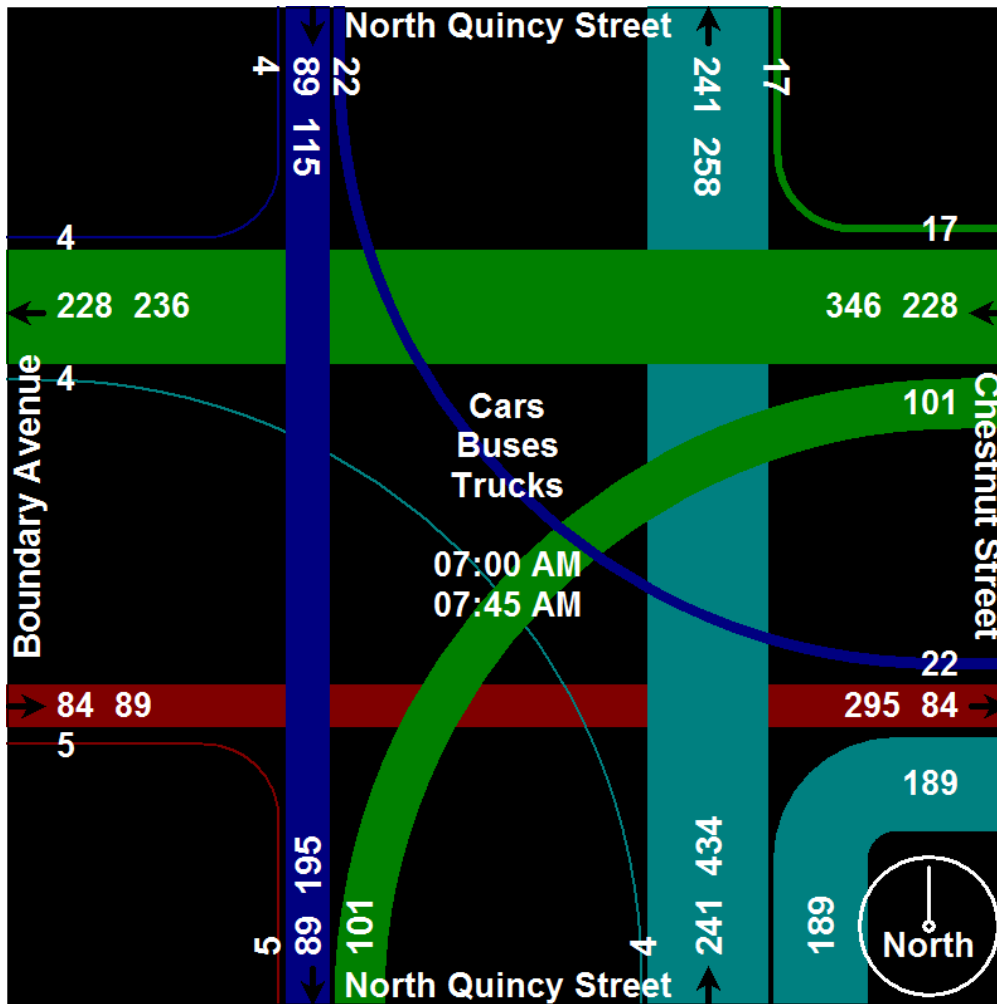 North Quincy Street
4
89 115
22
241 258
17
4
17
228 236
346 228
4
101
Boundary Avenue
Chestnut Street
Cars
Buses
Trucks
07:00 AM
07:45 AM
22
84 89
295 84
5
189
5
89 195
101
4
241 434
189
North
North Quincy Street